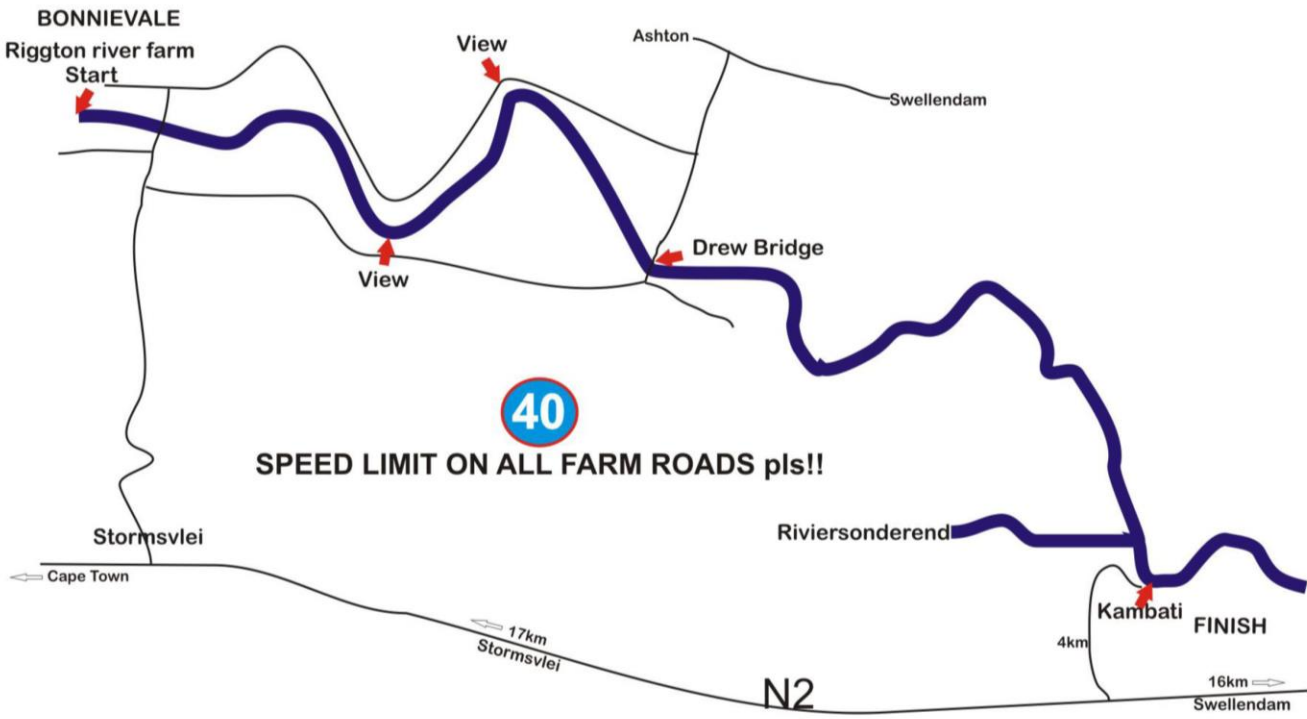 BONNIEVALE
Riggton river farm
Start
View
Ashton
Swellendam
View
Drew Bridge
40
SPEED LIMIT ON ALL FARM ROADS pls!!
Riviersonderend
Stormsvlei
Cape Town
Kambati
FINISH
4km
17km
Stormsvlei
N2
16km
Swellendam